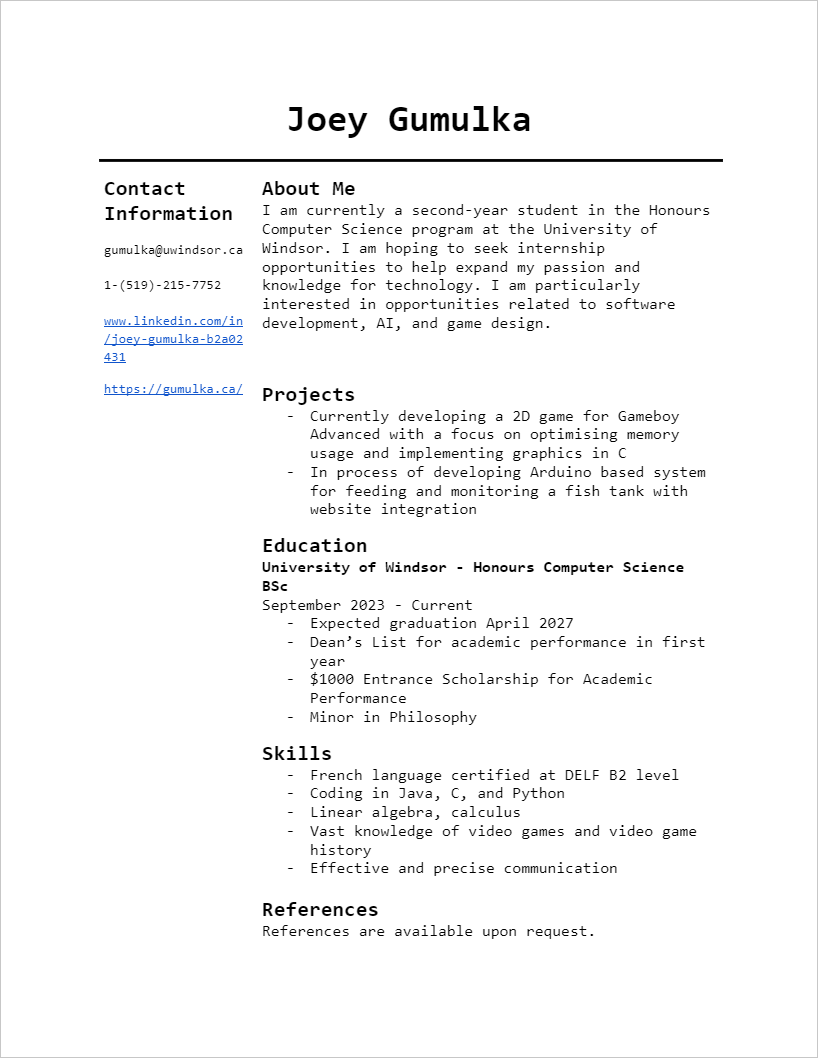 Joey Gumulka
Contact
Information
gumulka@uwindsor.ca
1-(519)-215-7752
www.linkedin.com/in
/joey-gumulka-b2a02
431
https://gumulka.ca/
About Me
I am currently a second-year student in the Honours
Computer Science program at the University of
Windsor. I am hoping to seek internship
opportunities to help expand my passion and
knowledge for technology. I am particularly
interested in opportunities related to software
development, AI, and game design.
Projects
- Currently developing a 2D game for Gameboy
Advanced with a focus on optimising memory
usage and implementing graphics in C
- In process of developing Arduino based system
for feeding and monitoring a fish tank with
website integration
Education
University of Windsor - Honours Computer Science
BSc
September 2023 - Current
- Expected graduation April 2027
- Dean’s List for academic performance in first
year
- $1000 Entrance Scholarship for Academic
Performance
- Minor in Philosophy
Skills
- French language certified at DELF B2 level
- Coding in Java, C, and Python
- Linear algebra, calculus
- Vast knowledge of video games and video game
history
- Effective and precise communication
References
References are available upon request.